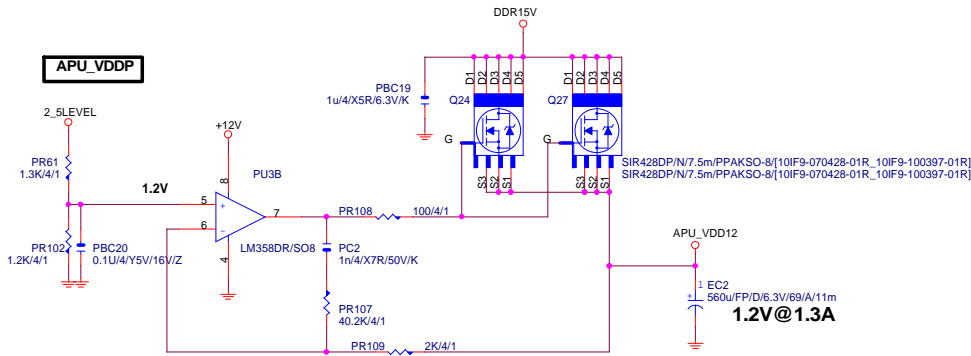 DDR15V
APU_VDDP
2_5LEVEL
PR61
1.3K/4/1
1.2V
PR102
1.2K/4/1
PBC20
0.1U/4/Y5V/16V/Z
+12V
PU3B
8
5
+
6
-
7
4
LM358DR/SO8
PR108
100/4/1
PC2
1n/4/X7R/50V/K
PR107
40.2K/4/1
PR109
2K/4/1
PBC19
1u/4/X5R/6.3V/K
D1
D2
D3
D4
D5
Q24
G
S3
S2
S1
D1
D2
D3
D4
D5
Q27
G
S3
S2
S1
SIR428DP/N/7.5m/PPAKSO-8/[10IF9-070428-01R_10IF9-100397-01R]
SIR428DP/N/7.5m/PPAKSO-8/[10IF9-070428-01R_10IF9-100397-01R]
APU_VDD12
1
+
EC2
560u/FP/D/6.3V/69/A/11m
1.2V@1.3A